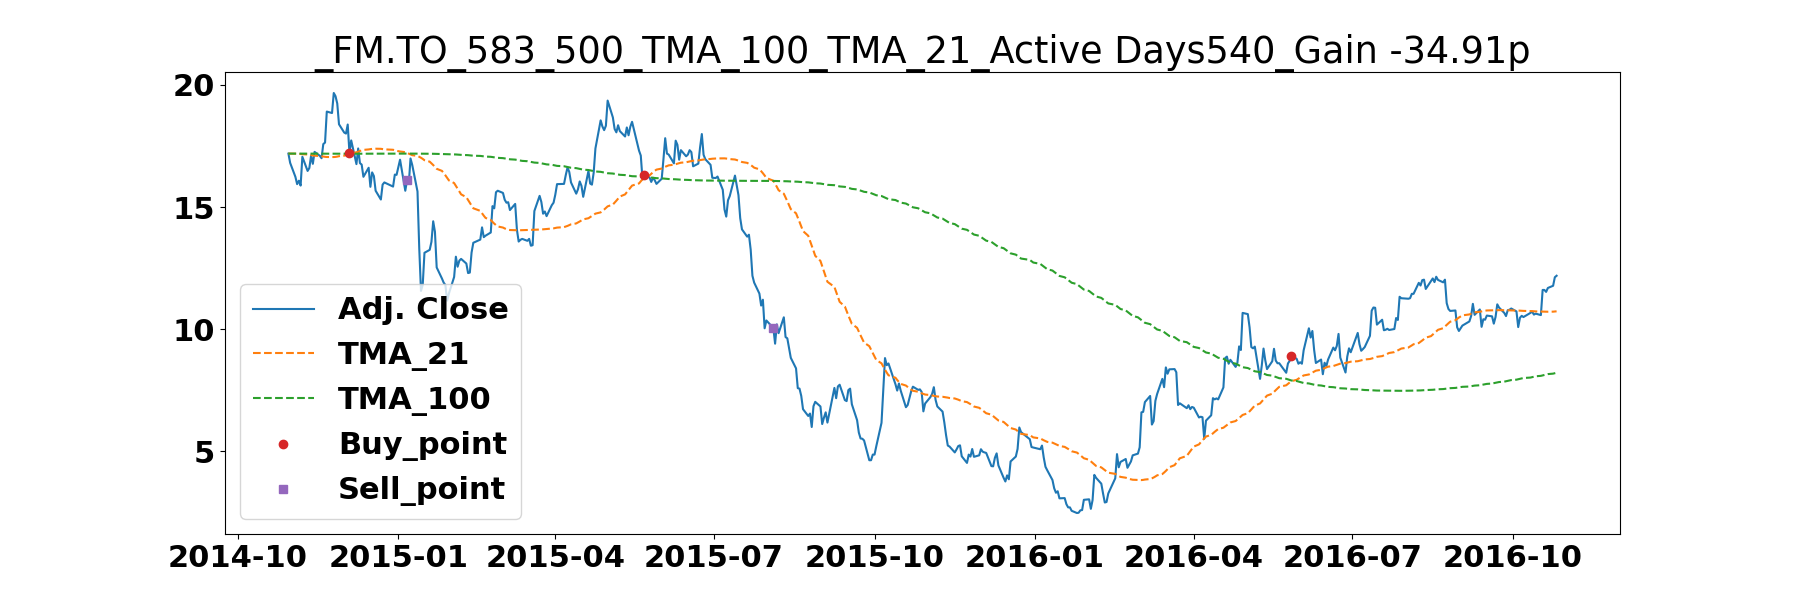 _FM.TO_583_500_TMA_100_TMA_21_Active Days540_Gain -34.91p
20
15
10
5
Adj. Close
TMA_21
TMA_100
Buy_point
Sell_point
2014-10 2015-01 2015-04 2015-07 2015-10 2016-01 2016-04 2016-07 2016-10